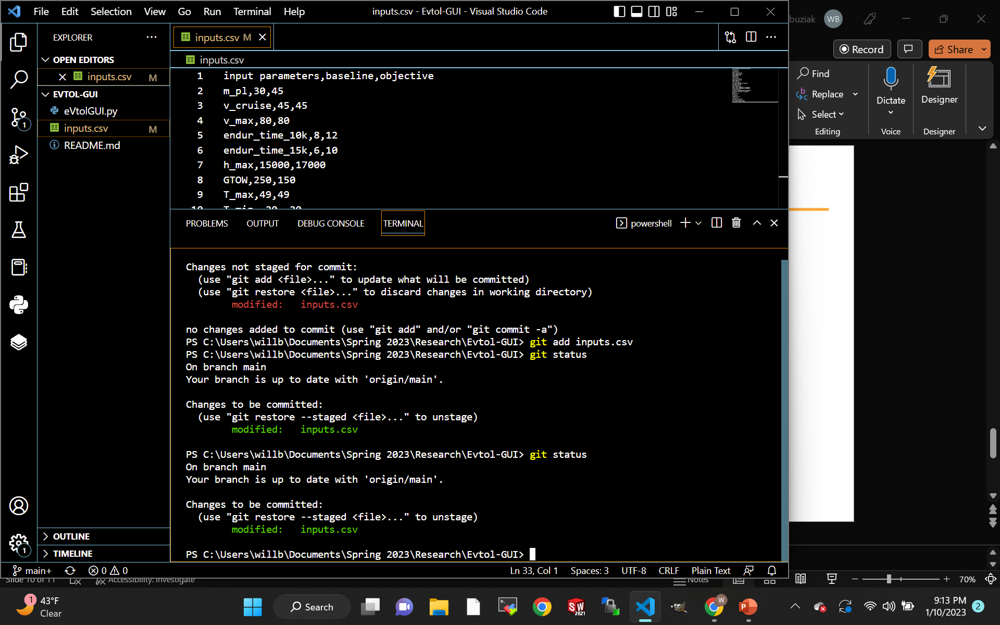 File Edit Selection View Go Run Terminal Help
inputs.csv - Evtol-GUI - Visual Studio Code
buziak WB
EXPLORER
inputs.csv M
Record
Share
OPEN EDITORS
inputs.csv M
inputs.csv
EVTOL-GUI
eVtolGUI.py
inputs.csv M
README.md
1
1 input parameters,baseline,objective
2 m_pl,30,45
3 v_cruise,45,45
4 v_max,80,80
5 endur_time_10k,8,12
6 endur_time_15k,6,10
7 h_max,15000,17000
8 GTOW,250,150
9 T_max,49,49
Find
Replace
Select
Editing
Dictate
Voice
Designer
Designer
PROBLEMS OUTPUT DEBUG CONSOLE TERMINAL
powershell
Changes not staged for commit:
(use "git add <file>..." to update what will be committed)
(use "git restore <file>..." to discard changes in working directory)
modified: inputs.csv
no changes added to commit (use "git add" and/or "git commit -a")
PS C:\Users\willb\Documents\Spring 2023\Research\Evtol-GUI> git add inputs.csv
PS C:\Users\willb\Documents\Spring 2023\Research\Evtol-GUI> git status
On branch main
Your branch is up to date with 'origin/main'.
Changes to be committed:
(use "git restore --staged <file>..." to unstage)
modified: inputs.csv
PS C:\Users\willb\Documents\Spring 2023\Research\Evtol-GUI> git status
On branch main
Your branch is up to date with 'origin/main'.
Changes to be committed:
(use "git restore --staged <file>..." to unstage)
modified: inputs.csv
PS C:\Users\willb\Documents\Spring 2023\Research\Evtol-GUI>
OUTLINE
TIMELINE
1
main+ 0 0
Ln 33, Col 1 Spaces: 3 UTF-8 CRLF Plain Text
Slide 10 of 11
Accessibility: Investigate
Notes
70%
1
43°F
Clear
Search
SW
2021
W
P
9:13 PM
1/10/2023
2